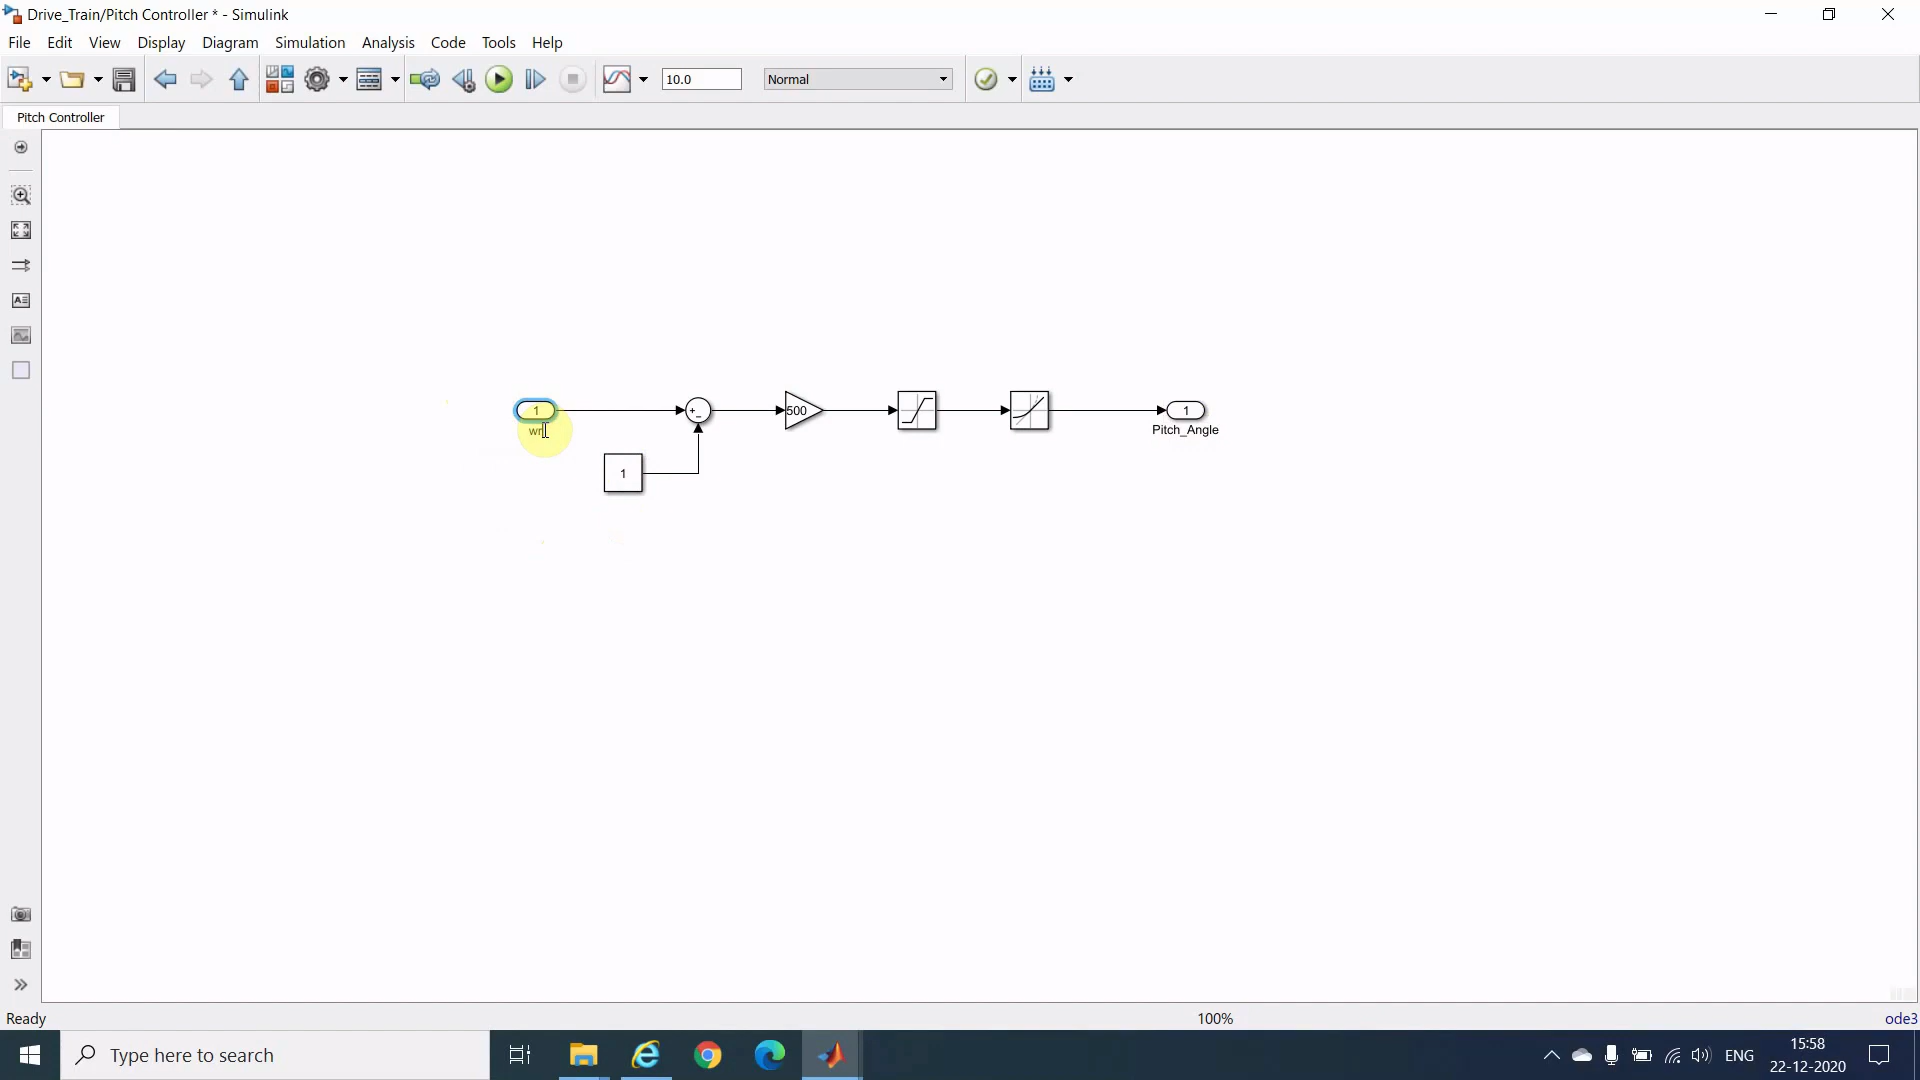 Drive_Train/Pitch Controller * - Simulink
File Edit View Display Diagram Simulation Analysis Code Tools Help
10.0 Normal
Pitch Controller
1 + - 500 1
wr Pitch_Angle
1
Ready 100% ode3
Type here to search ENG 15:58
22-12-2020